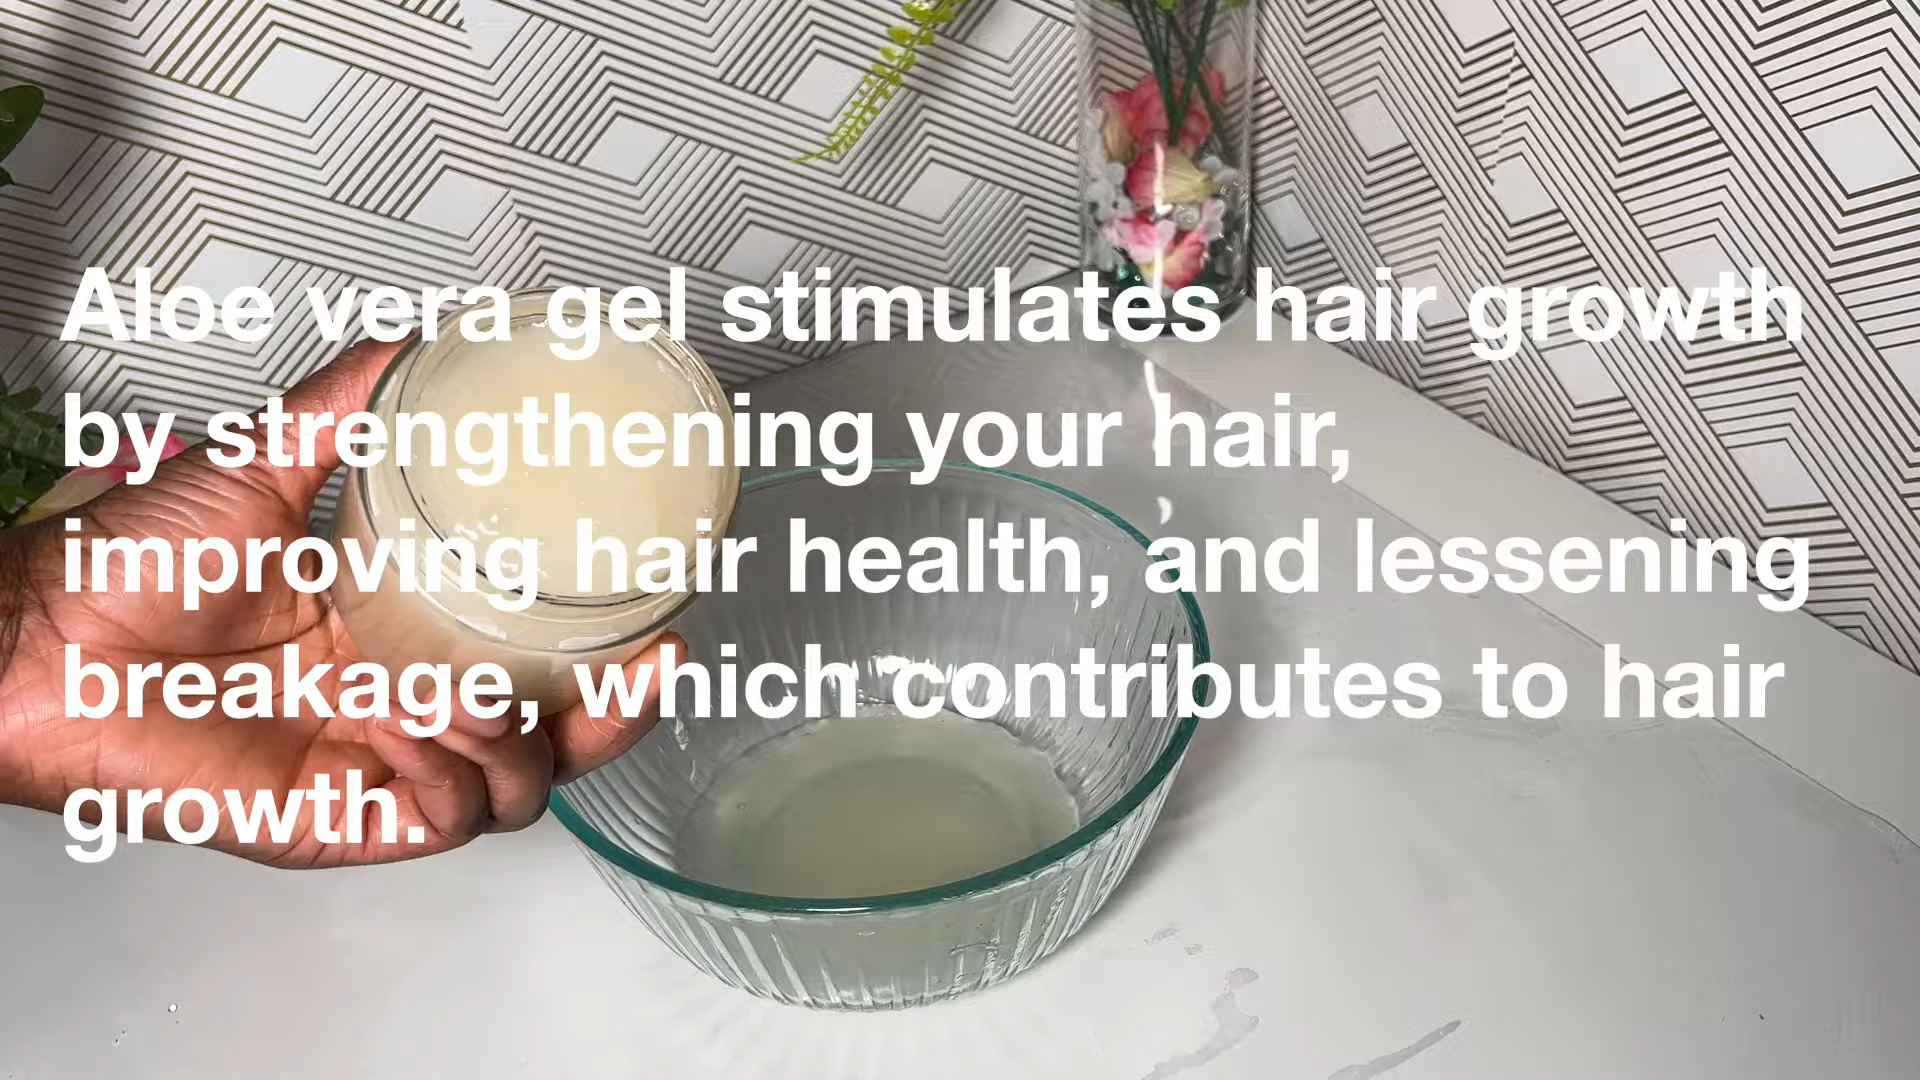 Aloe vera gel stimulates hair growth
by strengthening your hair,
improving hair health, and lessening
breakage, which contributes to hair
growth.